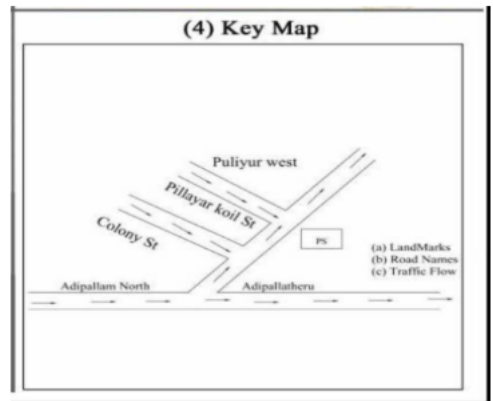 (4) Key Map
Puliyur west
Pillayar koil St
Colony St
PS
(a) LandMarks
(b) Road Names
(c) Traffic Flow
Adipallam North
Adipallatheru